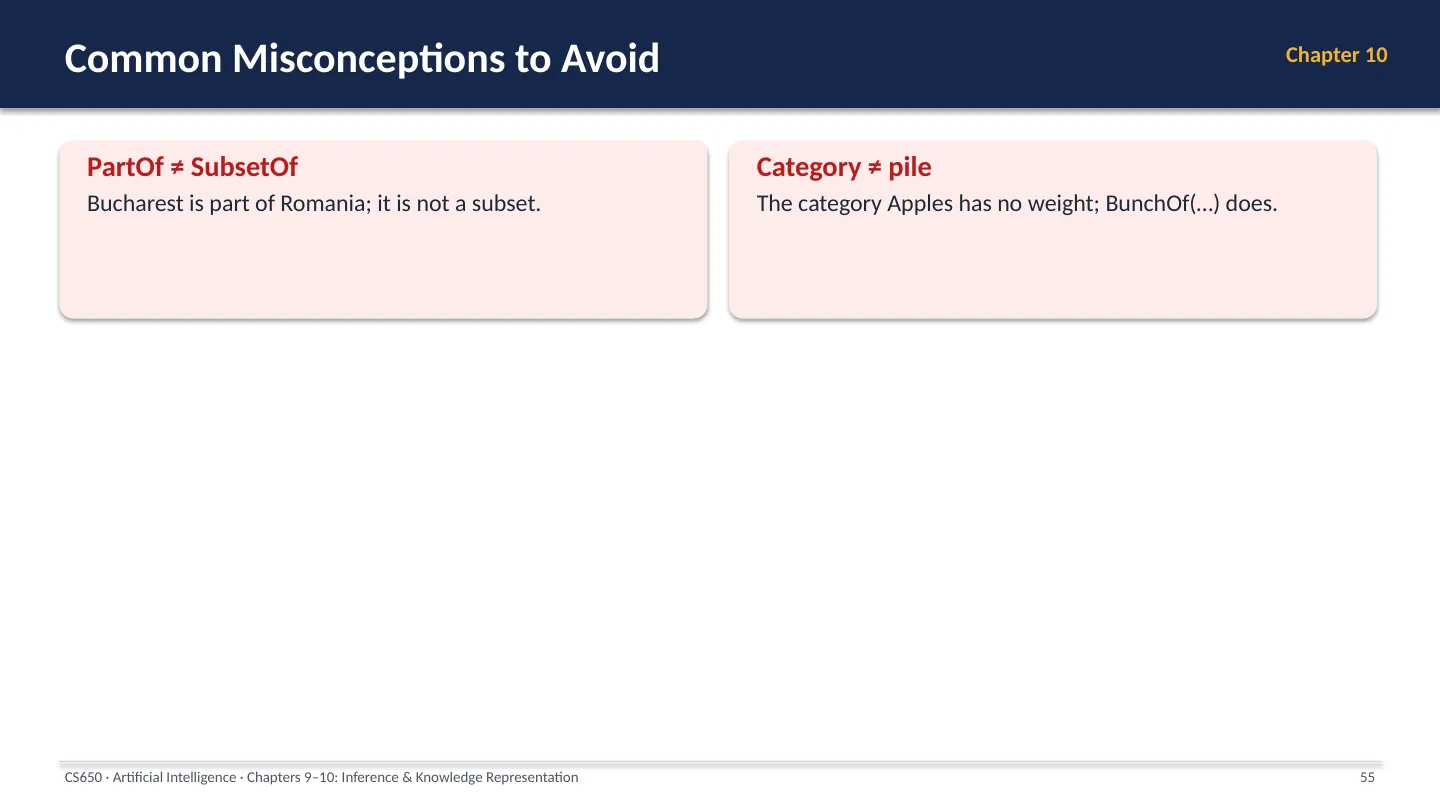 Common Misconceptions to Avoid
Chapter 10
PartOf ≠ SubsetOf
Bucharest is part of Romania; it is not a subset.
Category ≠ pile
The category Apples has no weight; BunchOf(…) does.
CS650 · Artificial Intelligence · Chapters 9–10: Inference & Knowledge Representation
55